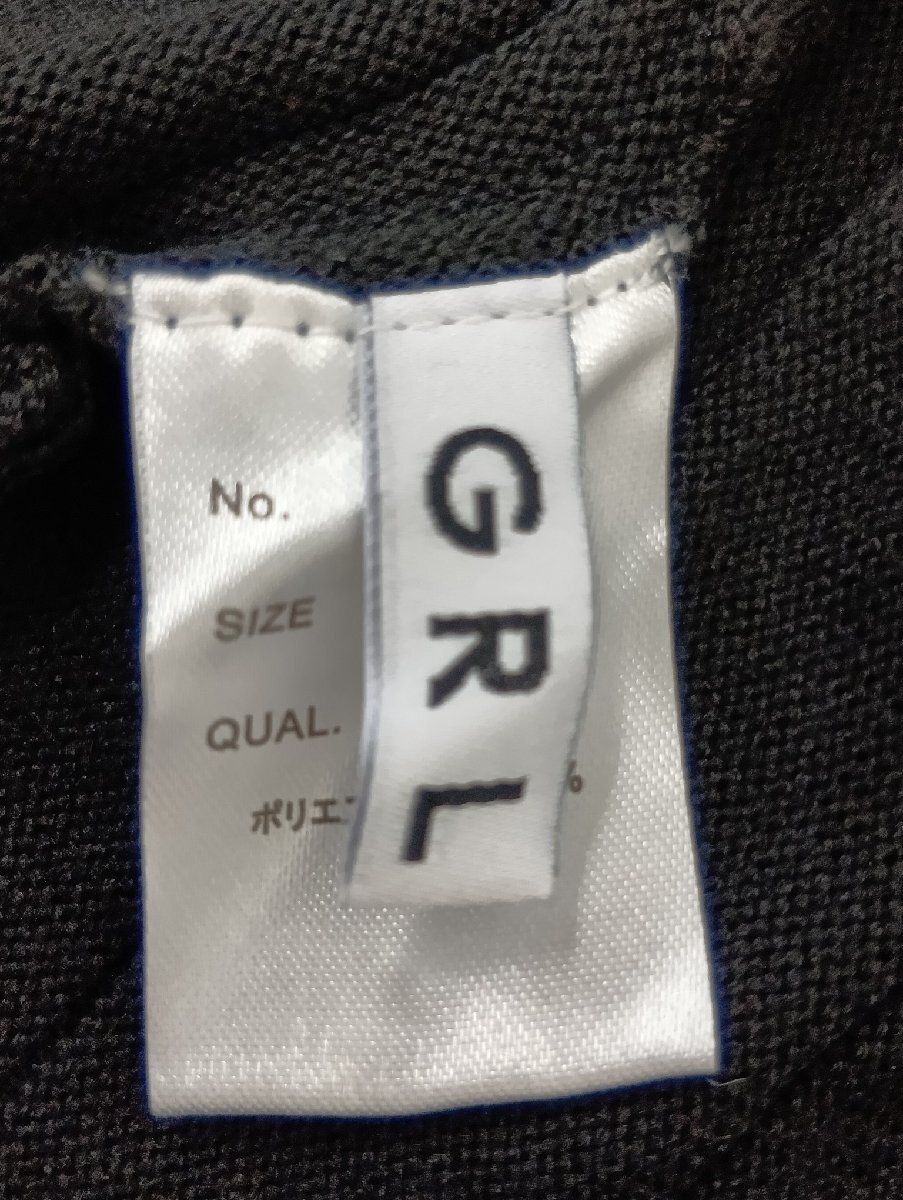 GRL
No.
SIZE
QUAL.
ポリエ
%